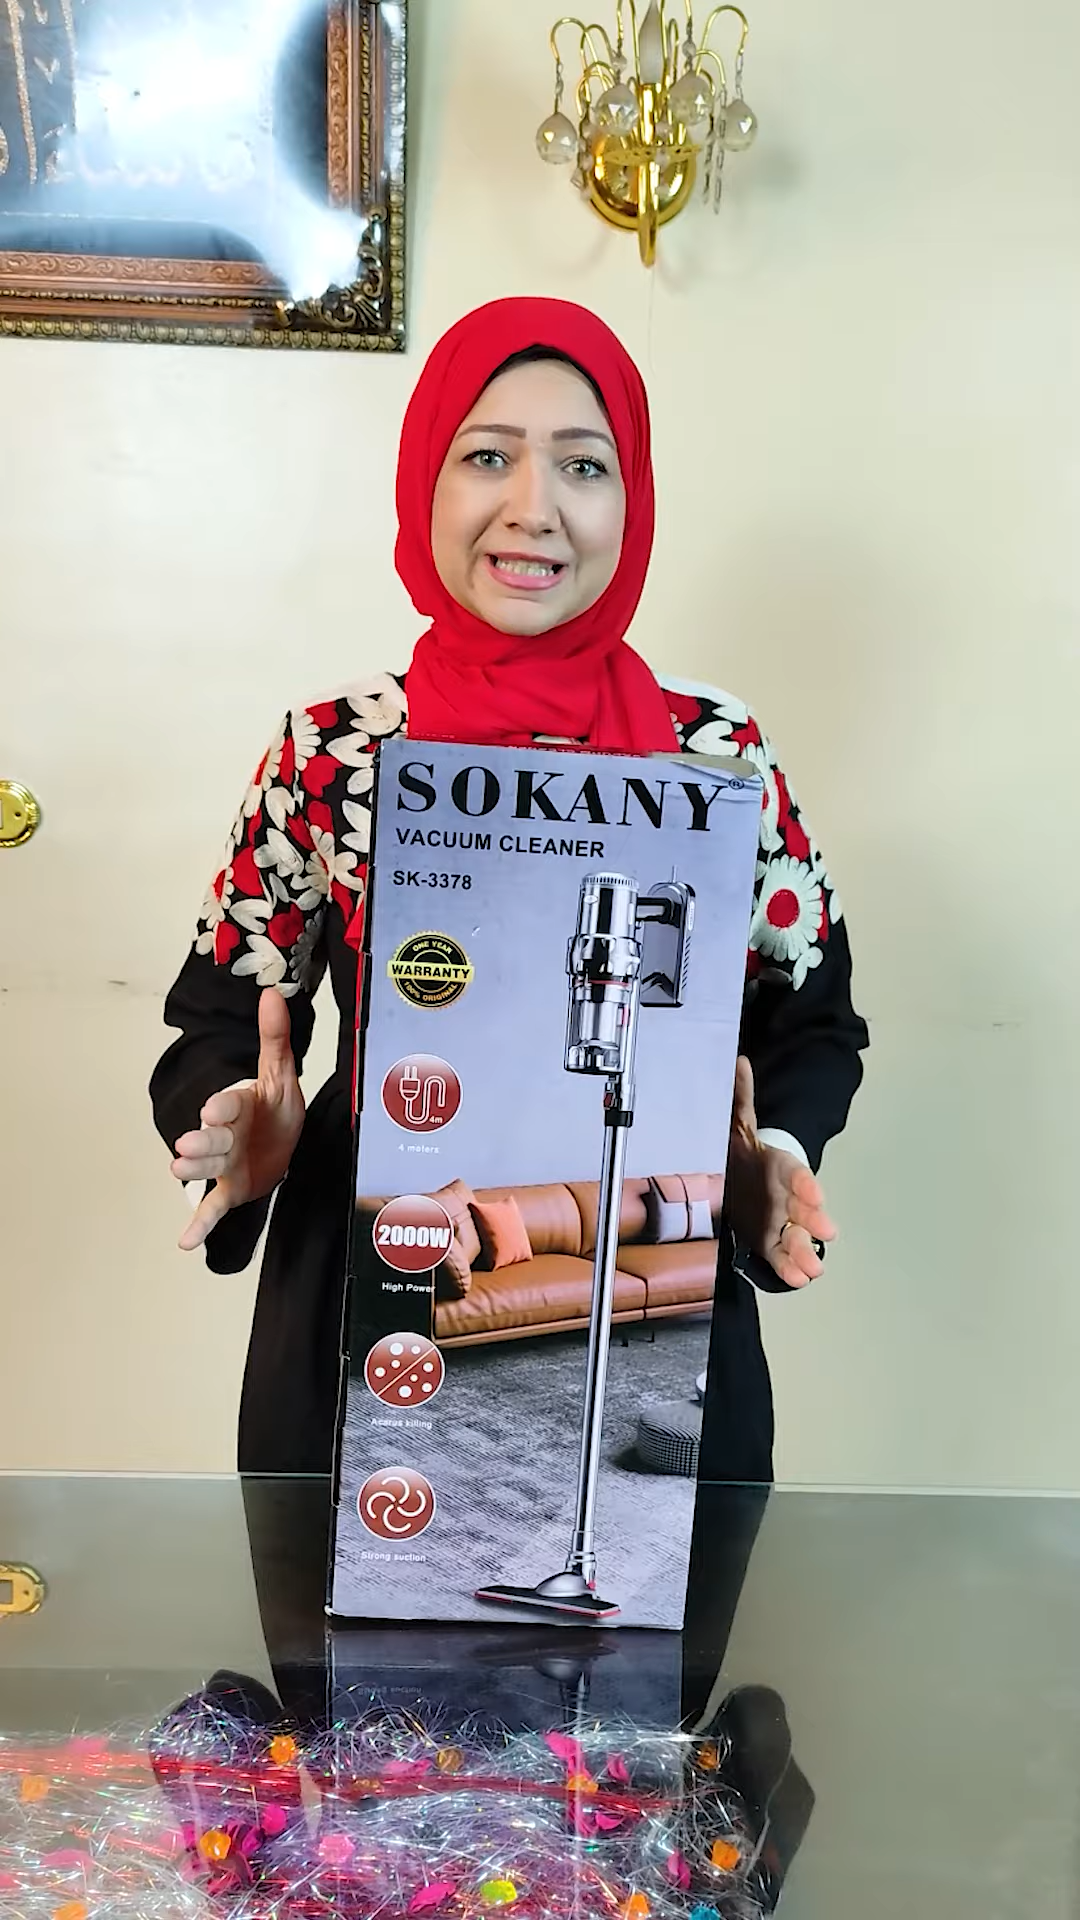 SOKANY®
VACUUM CLEANER
SK-3378
ONE YEAR
WARRANTY
100% ORIGINAL
4m
4 meters
2000W
High Power
Acarus killing
Strong suction